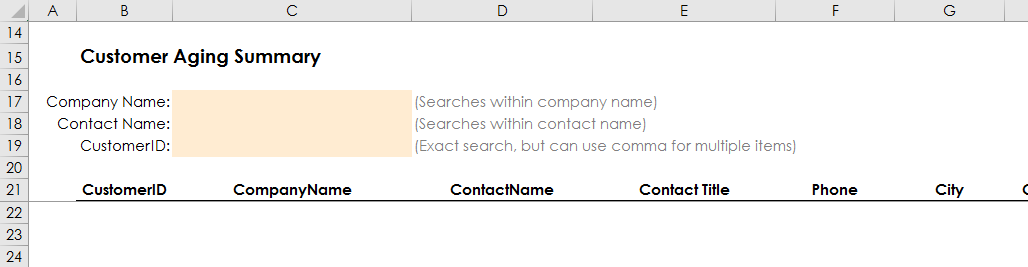 A B C D E F G
14
15 Customer Aging Summary
16
17 Company Name: (Searches within company name)
18 Contact Name: (Searches within contact name)
19 CustomerID: (Exact search, but can use comma for multiple items)
20
21 CustomerID CompanyName ContactName Contact Title Phone City
22
23
24